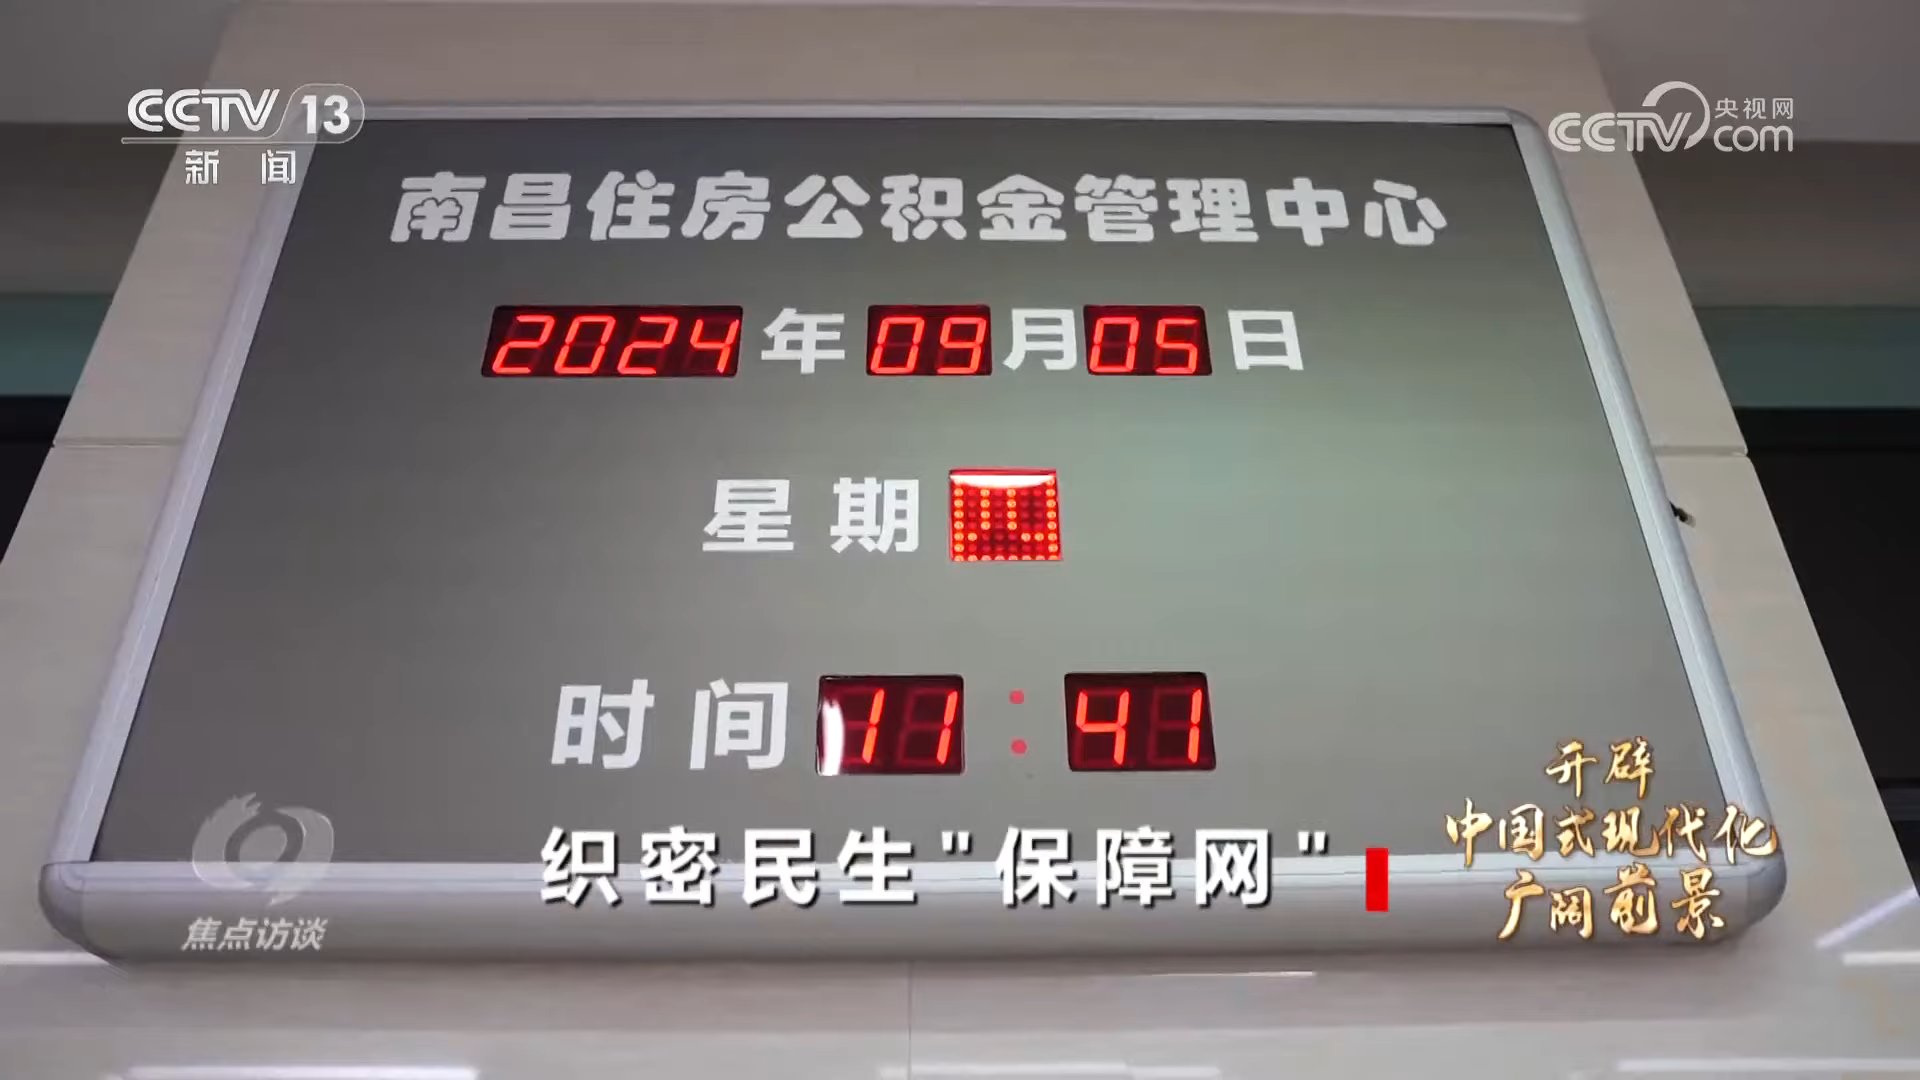 CCTV 13
新闻
央视网
CCTV.com
南昌住房公积金管理中心
2024年09月05日
星期四
时间 11:41
开辟
中国式现代化
广阔前景
织密民生"保障网"
焦点访谈